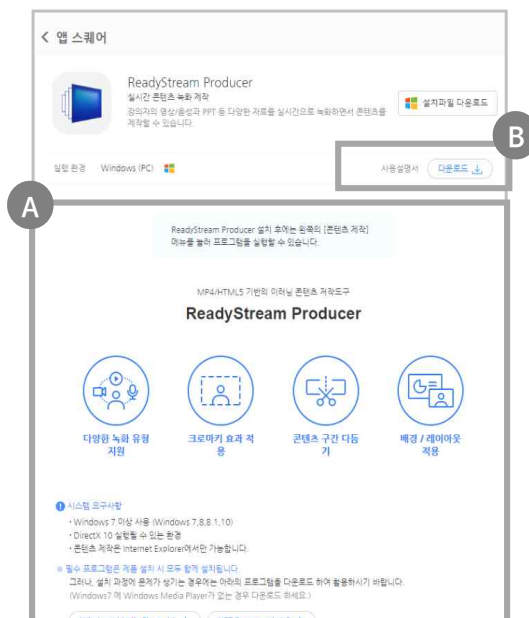 < 앱 스퀘어
ReadyStream Producer
실시간 콘텐츠 녹화 제작
강의자의 영상/음성과 PPT 등 다양한 자료를 실시간으로 녹화하면서 콘텐츠를
제작할 수 있습니다.
설치파일 다운로드
B
실행 환경 Windows (PC)
사용설명서 다운로드
A
ReadyStream Producer 설치 후에는 왼쪽의 [콘텐츠 제작]
메뉴를 눌러 프로그램을 실행할 수 있습니다.
MP4/HTML5 기반의 이러닝 콘텐츠 저작도구
ReadyStream Producer
다양한 녹화 유형
지원
크로마키 효과 적
용
콘텐츠 구간 다듬
기
배경 / 레이아웃
적용
시스템 요구사항
· Windows 7 이상 사용 (Windows 7,8,8.1,10)
· DirectX 10 실행될 수 있는 환경
· 콘텐츠 제작은 Internet Explorer에서만 가능합니다.
※ 필수 프로그램은 제품 설치 시 모두 함께 설치됩니다.
그러나, 설치 과정에 문제가 생기는 경우에는 아래의 프로그램을 다운로드 하여 활용하시기 바랍니다.
(Windows7 에 Windows Media Player가 없는 경우 다운로드 하세요.)